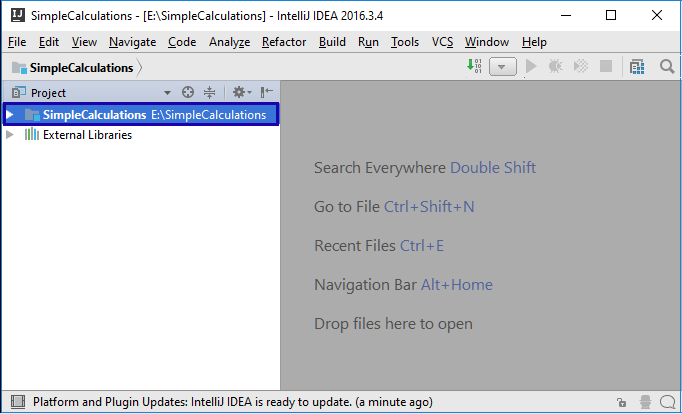 SimpleCalculations - [E:\SimpleCalculations] - IntelliJ IDEA 2016.3.4
File Edit View Navigate Code Analyze Refactor Build Run Tools VCS Window Help
SimpleCalculations
Project
SimpleCalculations E:\SimpleCalculations
External Libraries
Search Everywhere Double Shift
Go to File Ctrl+Shift+N
Recent Files Ctrl+E
Navigation Bar Alt+Home
Drop files here to open
Platform and Plugin Updates: IntelliJ IDEA is ready to update. (a minute ago)